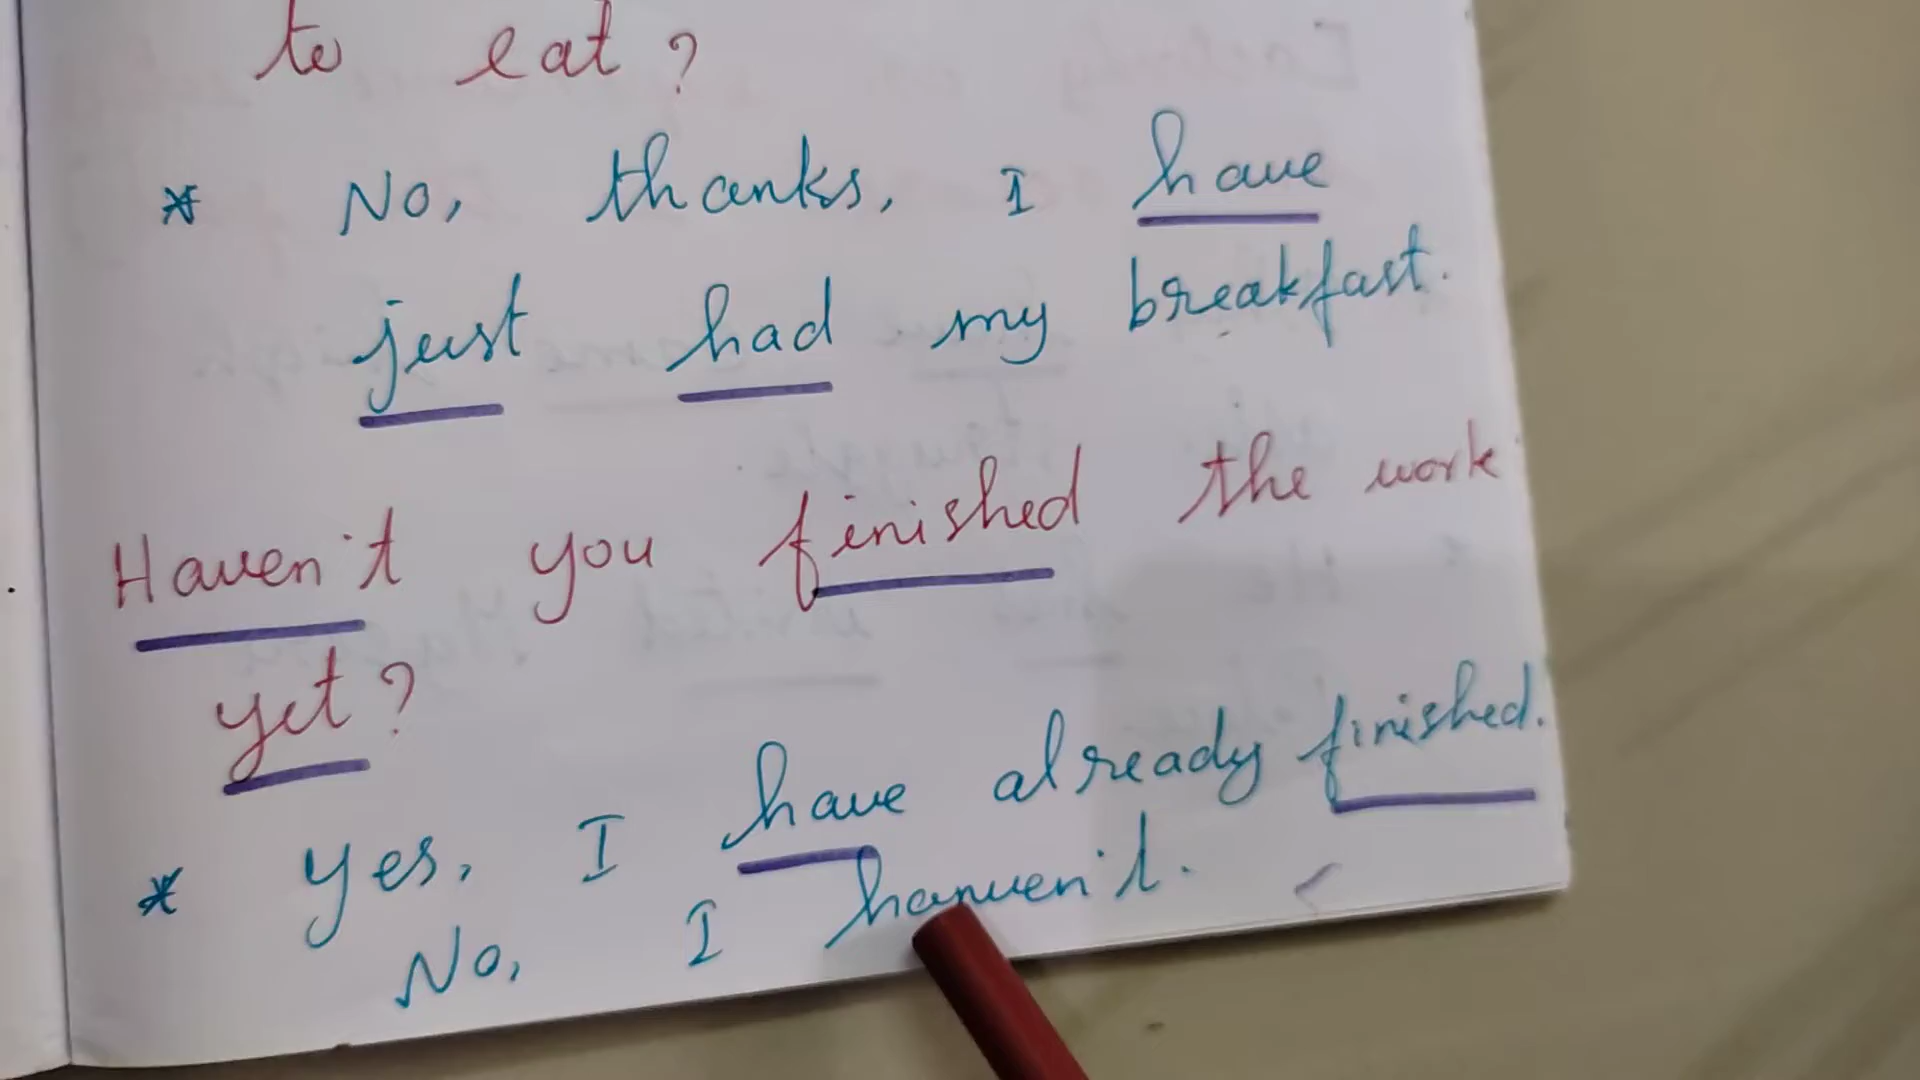 to eat?
* No, thanks, I have
just had my breakfast.
Haven't you finished the work
yet?
* Yes, I have already finished.
No, I haven't.